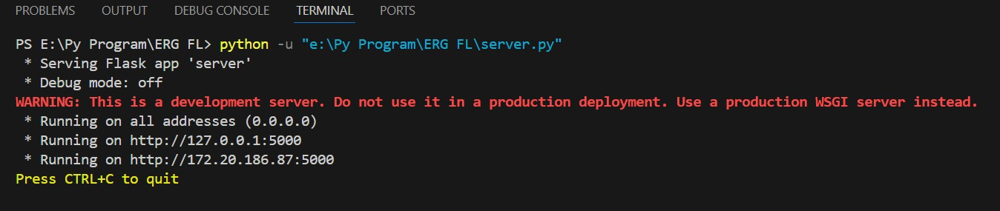 PROBLEMS OUTPUT DEBUG CONSOLE TERMINAL PORTS
PS E:\Py Program\ERG FL> python -u "e:\Py Program\ERG FL\server.py"
 * Serving Flask app 'server'
 * Debug mode: off
WARNING: This is a development server. Do not use it in a production deployment. Use a production WSGI server instead.
 * Running on all addresses (0.0.0.0)
 * Running on http://127.0.0.1:5000
 * Running on http://172.20.186.87:5000
Press CTRL+C to quit